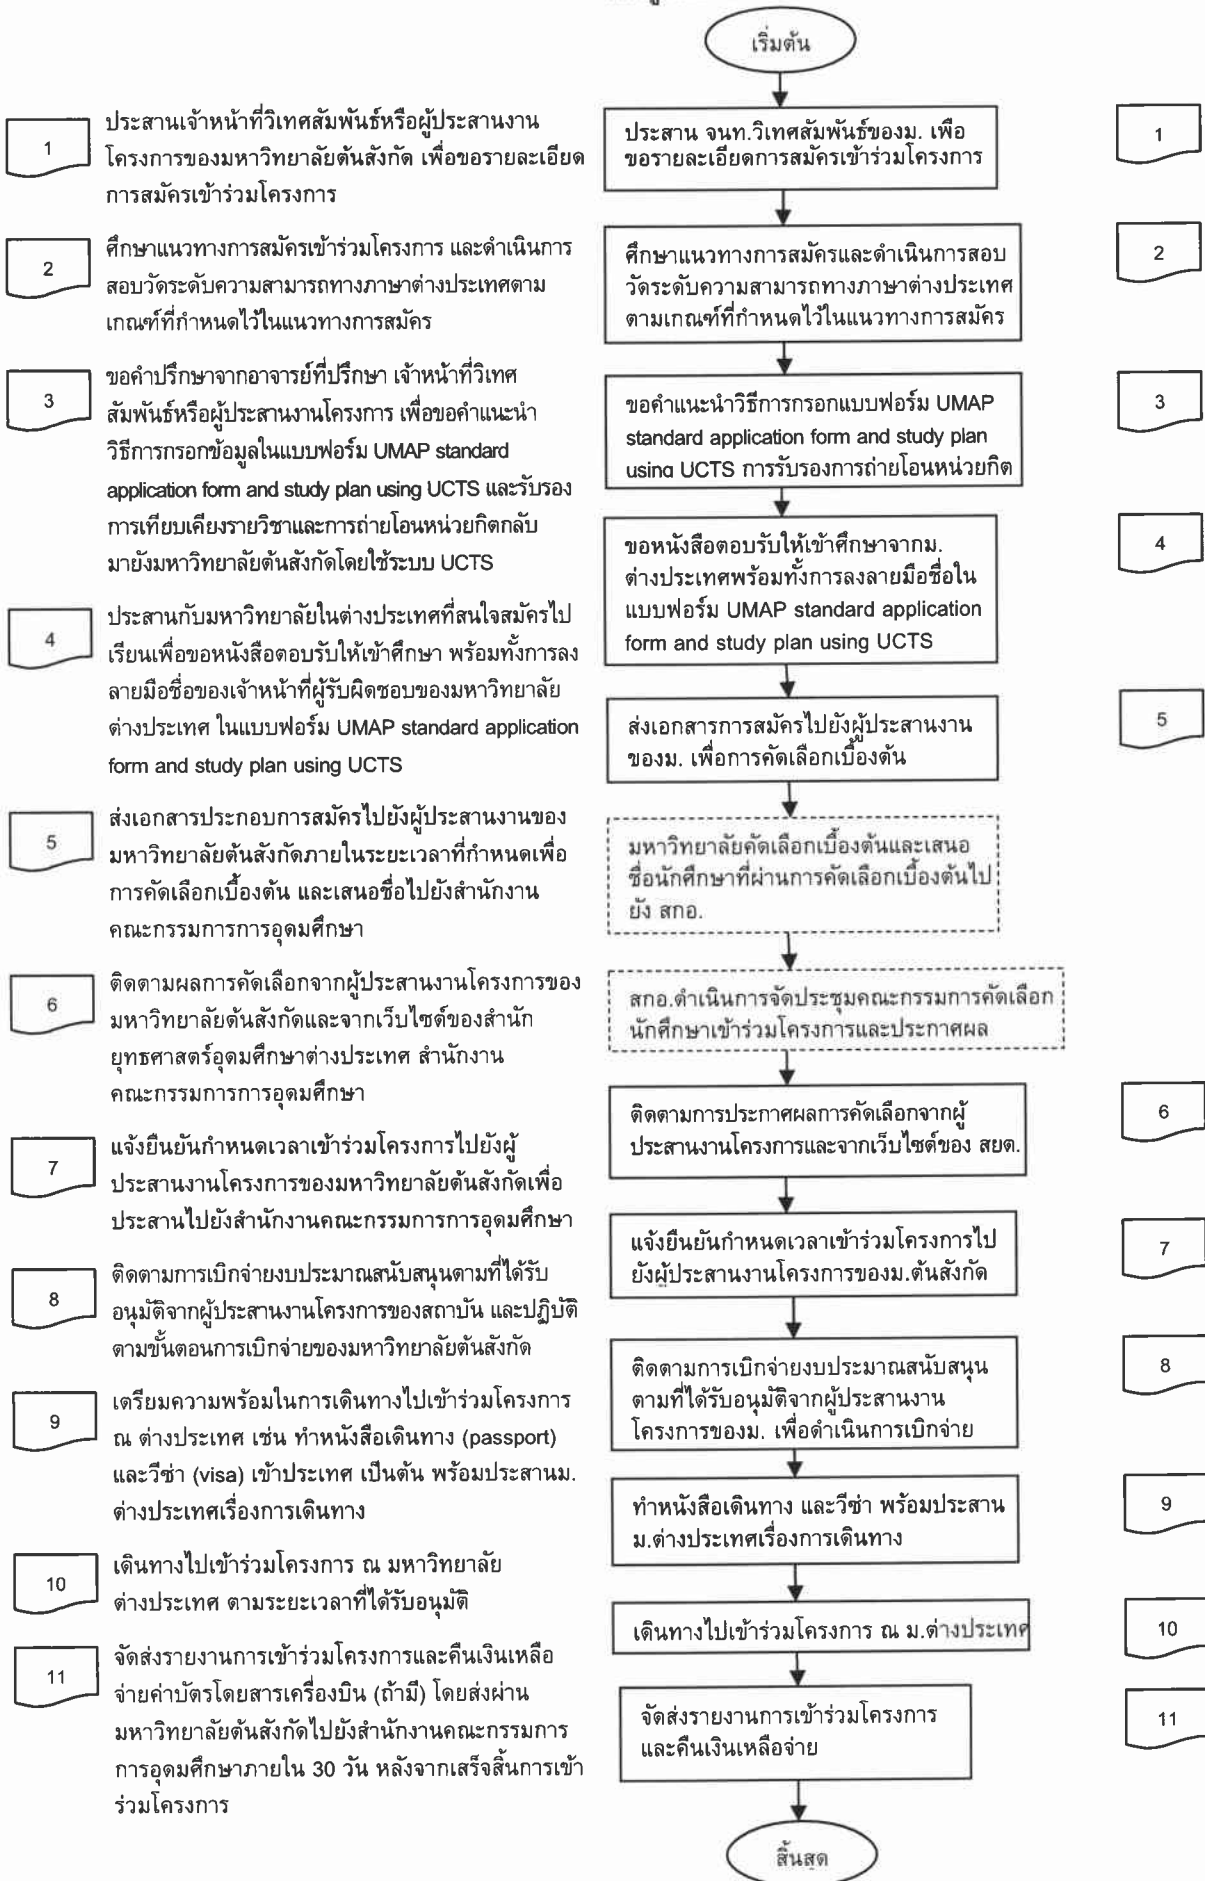 เริ่มต้น
1
ประสานเจ้าหน้าที่วิเทศสัมพันธ์หรือผู้ประสานงาน
โครงการของมหาวิทยาลัยต้นสังกัด เพื่อขอรายละเอียด
การสมัครเข้าร่วมโครงการ
2
ศึกษาแนวทางการสมัครเข้าร่วมโครงการ และดำเนินการ
สอบวัดระดับความสามารถทางภาษาต่างประเทศตาม
เกณฑ์ที่กำหนดไว้ในแนวทางการสมัคร
3
ขอคำปรึกษาจากอาจารย์ที่ปรึกษา เจ้าหน้าที่วิเทศ
สัมพันธ์หรือผู้ประสานงานโครงการ เพื่อขอคำแนะนำ
วิธีการกรอกข้อมูลในแบบฟอร์ม UMAP standard
application form and study plan using UCTS และรับรอง
การเทียบเคียงรายวิชาและการถ่ายโอนหน่วยกิตกลับ
มายังมหาวิทยาลัยต้นสังกัดโดยใช้ระบบ UCTS
4
ประสานกับมหาวิทยาลัยในต่างประเทศที่สนใจสมัครไป
เรียนเพื่อขอหนังสือตอบรับให้เข้าศึกษา พร้อมทั้งการลง
ลายมือชื่อของเจ้าหน้าที่ผู้รับผิดชอบของมหาวิทยาลัย
ต่างประเทศ ในแบบฟอร์ม UMAP standard application
form and study plan using UCTS
5
ส่งเอกสารประกอบการสมัครไปยังผู้ประสานงานของ
มหาวิทยาลัยต้นสังกัดภายในระยะเวลาที่กำหนดเพื่อ
การคัดเลือกเบื้องต้น และเสนอชื่อไปยังสำนักงาน
คณะกรรมการการอุดมศึกษา
6
ติดตามผลการคัดเลือกจากผู้ประสานงานโครงการของ
มหาวิทยาลัยต้นสังกัดและจากเว็บไซต์ของสำนัก
ยุทธศาสตร์อุดมศึกษาต่างประเทศ สำนักงาน
คณะกรรมการการอุดมศึกษา
7
แจ้งยืนยันกำหนดเวลาเข้าร่วมโครงการไปยังผู้
ประสานงานโครงการของมหาวิทยาลัยต้นสังกัดเพื่อ
ประสานไปยังสำนักงานคณะกรรมการการอุดมศึกษา
8
ติดตามการเบิกจ่ายงบประมาณสนับสนุนตามที่ได้รับ
อนุมัติจากผู้ประสานงานโครงการของสถาบัน และปฏิบัติ
ตามขั้นตอนการเบิกจ่ายของมหาวิทยาลัยต้นสังกัด
9
เตรียมความพร้อมในการเดินทางไปเข้าร่วมโครงการ
ณ ต่างประเทศ เช่น ทำหนังสือเดินทาง (passport)
และวีซ่า (visa) เข้าประเทศ เป็นต้น พร้อมประสานม.
ต่างประเทศเรื่องการเดินทาง
10
เดินทางไปเข้าร่วมโครงการ ณ มหาวิทยาลัย
ต่างประเทศ ตามระยะเวลาที่ได้รับอนุมัติ
11
จัดส่งรายงานการเข้าร่วมโครงการและคืนเงินเหลือ
จ่ายค่าบัตรโดยสารเครื่องบิน (ถ้ามี) โดยส่งผ่าน
มหาวิทยาลัยต้นสังกัดไปยังสำนักงานคณะกรรมการ
การอุดมศึกษาภายใน 30 วัน หลังจากเสร็จสิ้นการเข้า
ร่วมโครงการ
ประสาน จนท.วิเทศสัมพันธ์ของม. เพื่อ
ขอรายละเอียดการสมัครเข้าร่วมโครงการ
ศึกษาแนวทางการสมัครและดำเนินการสอบ
วัดระดับความสามารถทางภาษาต่างประเทศ
ตามเกณฑ์ที่กำหนดไว้ในแนวทางการสมัคร
ขอคำแนะนำวิธีการกรอกแบบฟอร์ม UMAP
standard application form and study plan
using UCTS การรับรองการถ่ายโอนหน่วยกิต
ขอหนังสือตอบรับให้เข้าศึกษาจากม.
ต่างประเทศพร้อมทั้งการลงลายมือชื่อใน
แบบฟอร์ม UMAP standard application
form and study plan using UCTS
ส่งเอกสารการสมัครไปยังผู้ประสานงาน
ของม. เพื่อการคัดเลือกเบื้องต้น
มหาวิทยาลัยคัดเลือกเบื้องต้นและเสนอ
ชื่อนักศึกษาที่ผ่านการคัดเลือกเบื้องต้นไป
ยัง สกอ.
สกอ.ดำเนินการจัดประชุมคณะกรรมการคัดเลือก
นักศึกษาเข้าร่วมโครงการและประกาศผล
ติดตามการประกาศผลการคัดเลือกจากผู้
ประสานงานโครงการและจากเว็บไซต์ของ สยต.
แจ้งยืนยันกำหนดเวลาเข้าร่วมโครงการไป
ยังผู้ประสานงานโครงการของม.ต้นสังกัด
ติดตามการเบิกจ่ายงบประมาณสนับสนุน
ตามที่ได้รับอนุมัติจากผู้ประสานงาน
โครงการของม. เพื่อดำเนินการเบิกจ่าย
ทำหนังสือเดินทาง และวีซ่า พร้อมประสาน
ม.ต่างประเทศเรื่องการเดินทาง
เดินทางไปเข้าร่วมโครงการ ณ ม.ต่างประเทศ
จัดส่งรายงานการเข้าร่วมโครงการ
และคืนเงินเหลือจ่าย
สิ้นสุด
1
2
3
4
5
6
7
8
9
10
11